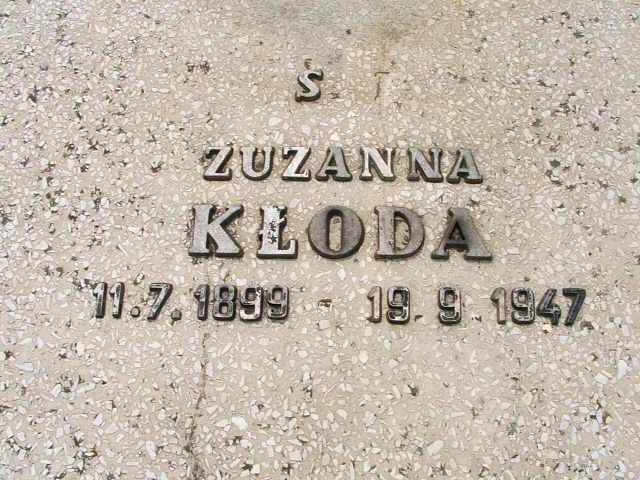 Ś
ZUZANNA
KŁODA
11.7.1899 - 19 9 1947